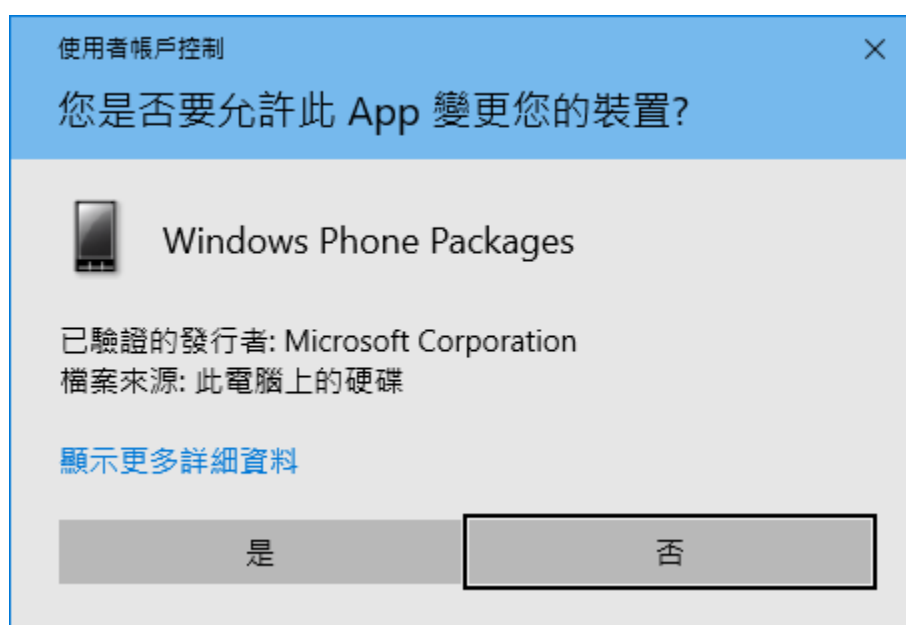 使用者帳戶控制
您是否要允許此 App 變更您的裝置?
Windows Phone Packages
已驗證的發行者: Microsoft Corporation
檔案來源: 此電腦上的硬碟
顯示更多詳細資料
是
否